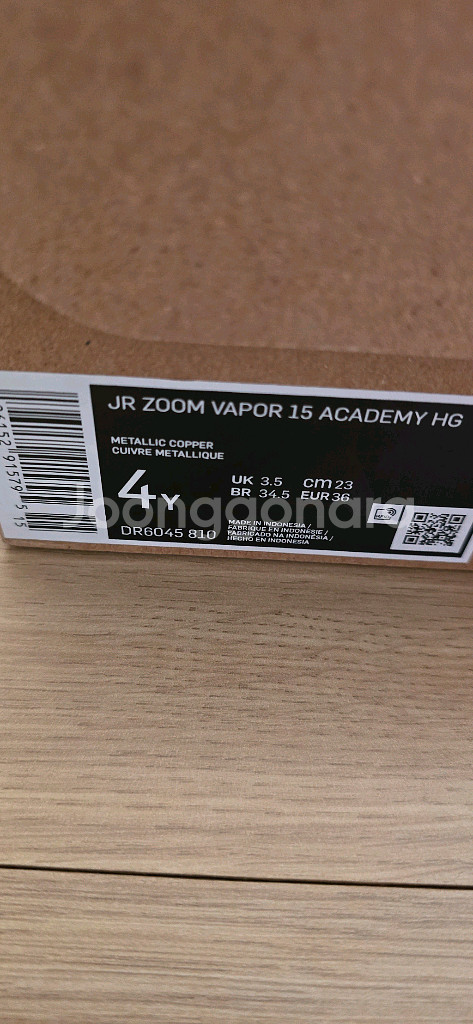 JR ZOOM VAPOR 15 ACADEMY HG
METALLIC COPPER
CUIVRE METALLIQUE
4Y
UK 3.5 cm 23
BR 34.5 EUR 36
DR6045 810
MADE IN INDONESIA /
FABRIQUE EN INDONESIE /
FABRICADO NA INDONÉSIA /
HECHO EN INDONESIA
Joongaonara